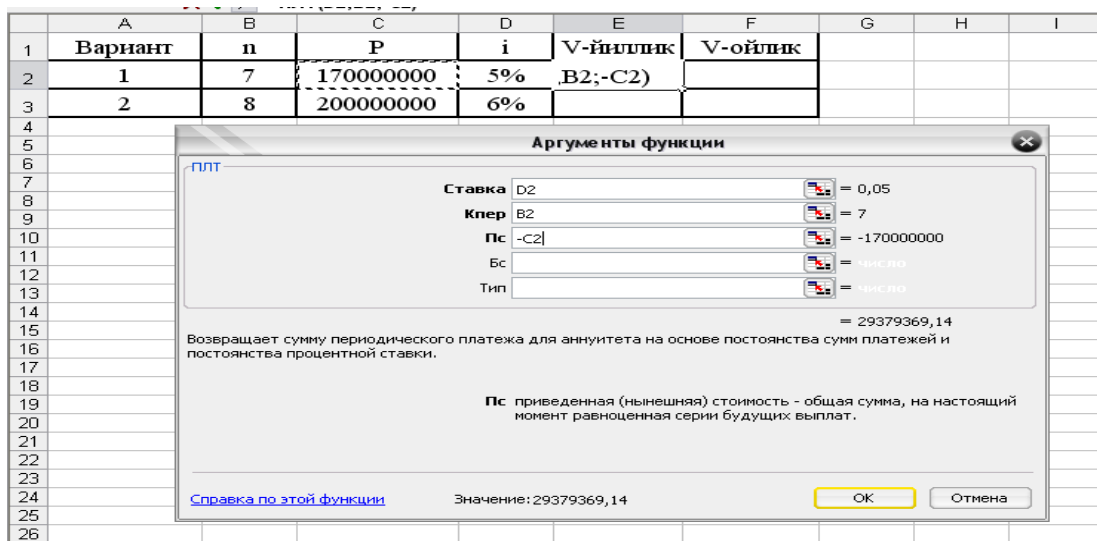 A B C D E F G H I
1 Вариант n P i V-йиллик V-ойлик
2 1 7 170000000 5% ,B2;-C2)
3 2 8 200000000 6%
4
5 Аргументы функции
6 ПЛТ
7 Ставка D2 = 0,05
8
9 Кпер B2 = 7
10 Пс -C2 = -170000000
11 Бс = число
12
13 Тип = число
14
15 = 29379369,14
Возвращает сумму периодического платежа для аннуитета на основе постоянства сумм платежей и
16 постоянства процентной ставки.
17
18
19 Пс приведенная (нынешняя) стоимость - общая сумма, на настоящий
20 момент равноценная серии будущих выплат.
21
22
23
24 Справка по этой функции Значение:29379369,14 ОК Отмена
25
26